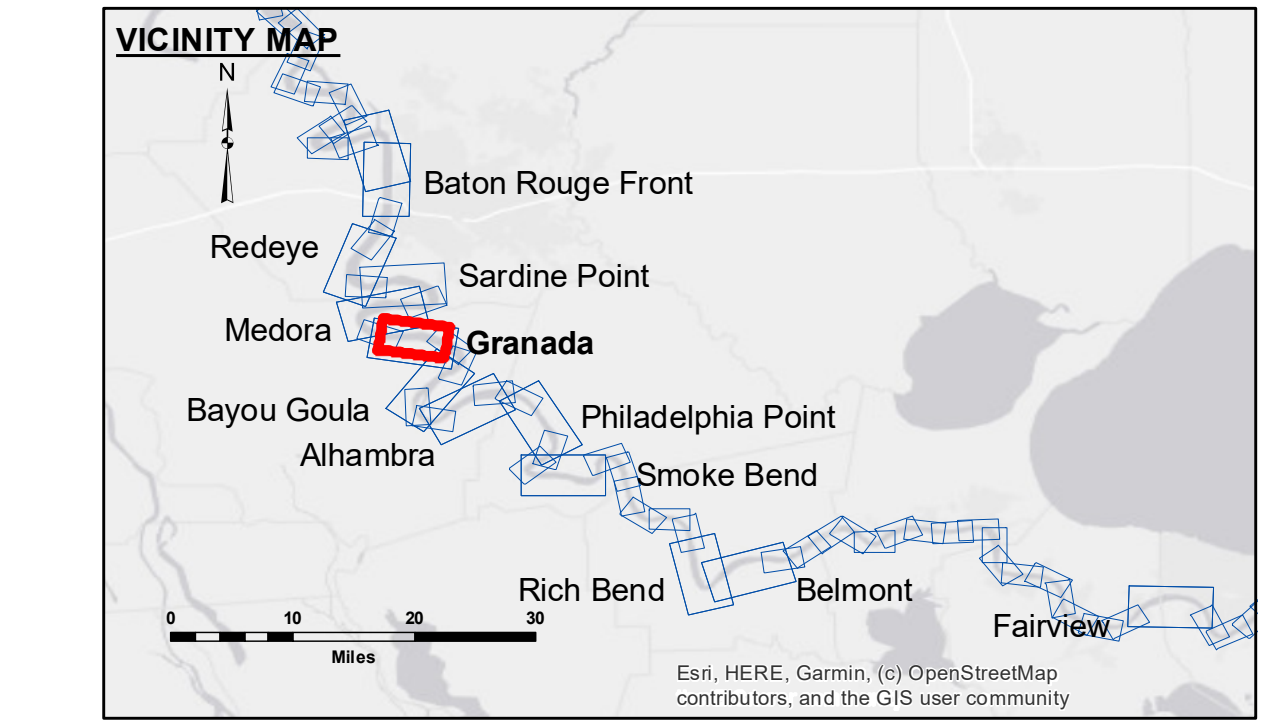 VICINITY MAP
N
Baton Rouge Front
Redeye
Sardine Point
Medora
Granada
Bayou Goula
Philadelphia Point
Alhambra
Smoke Bend
Rich Bend
Belmont
0 10 20 30
Miles
Fairview
Esri, HERE, Garmin, (c) OpenStreetMap
contributors, and the GIS user community